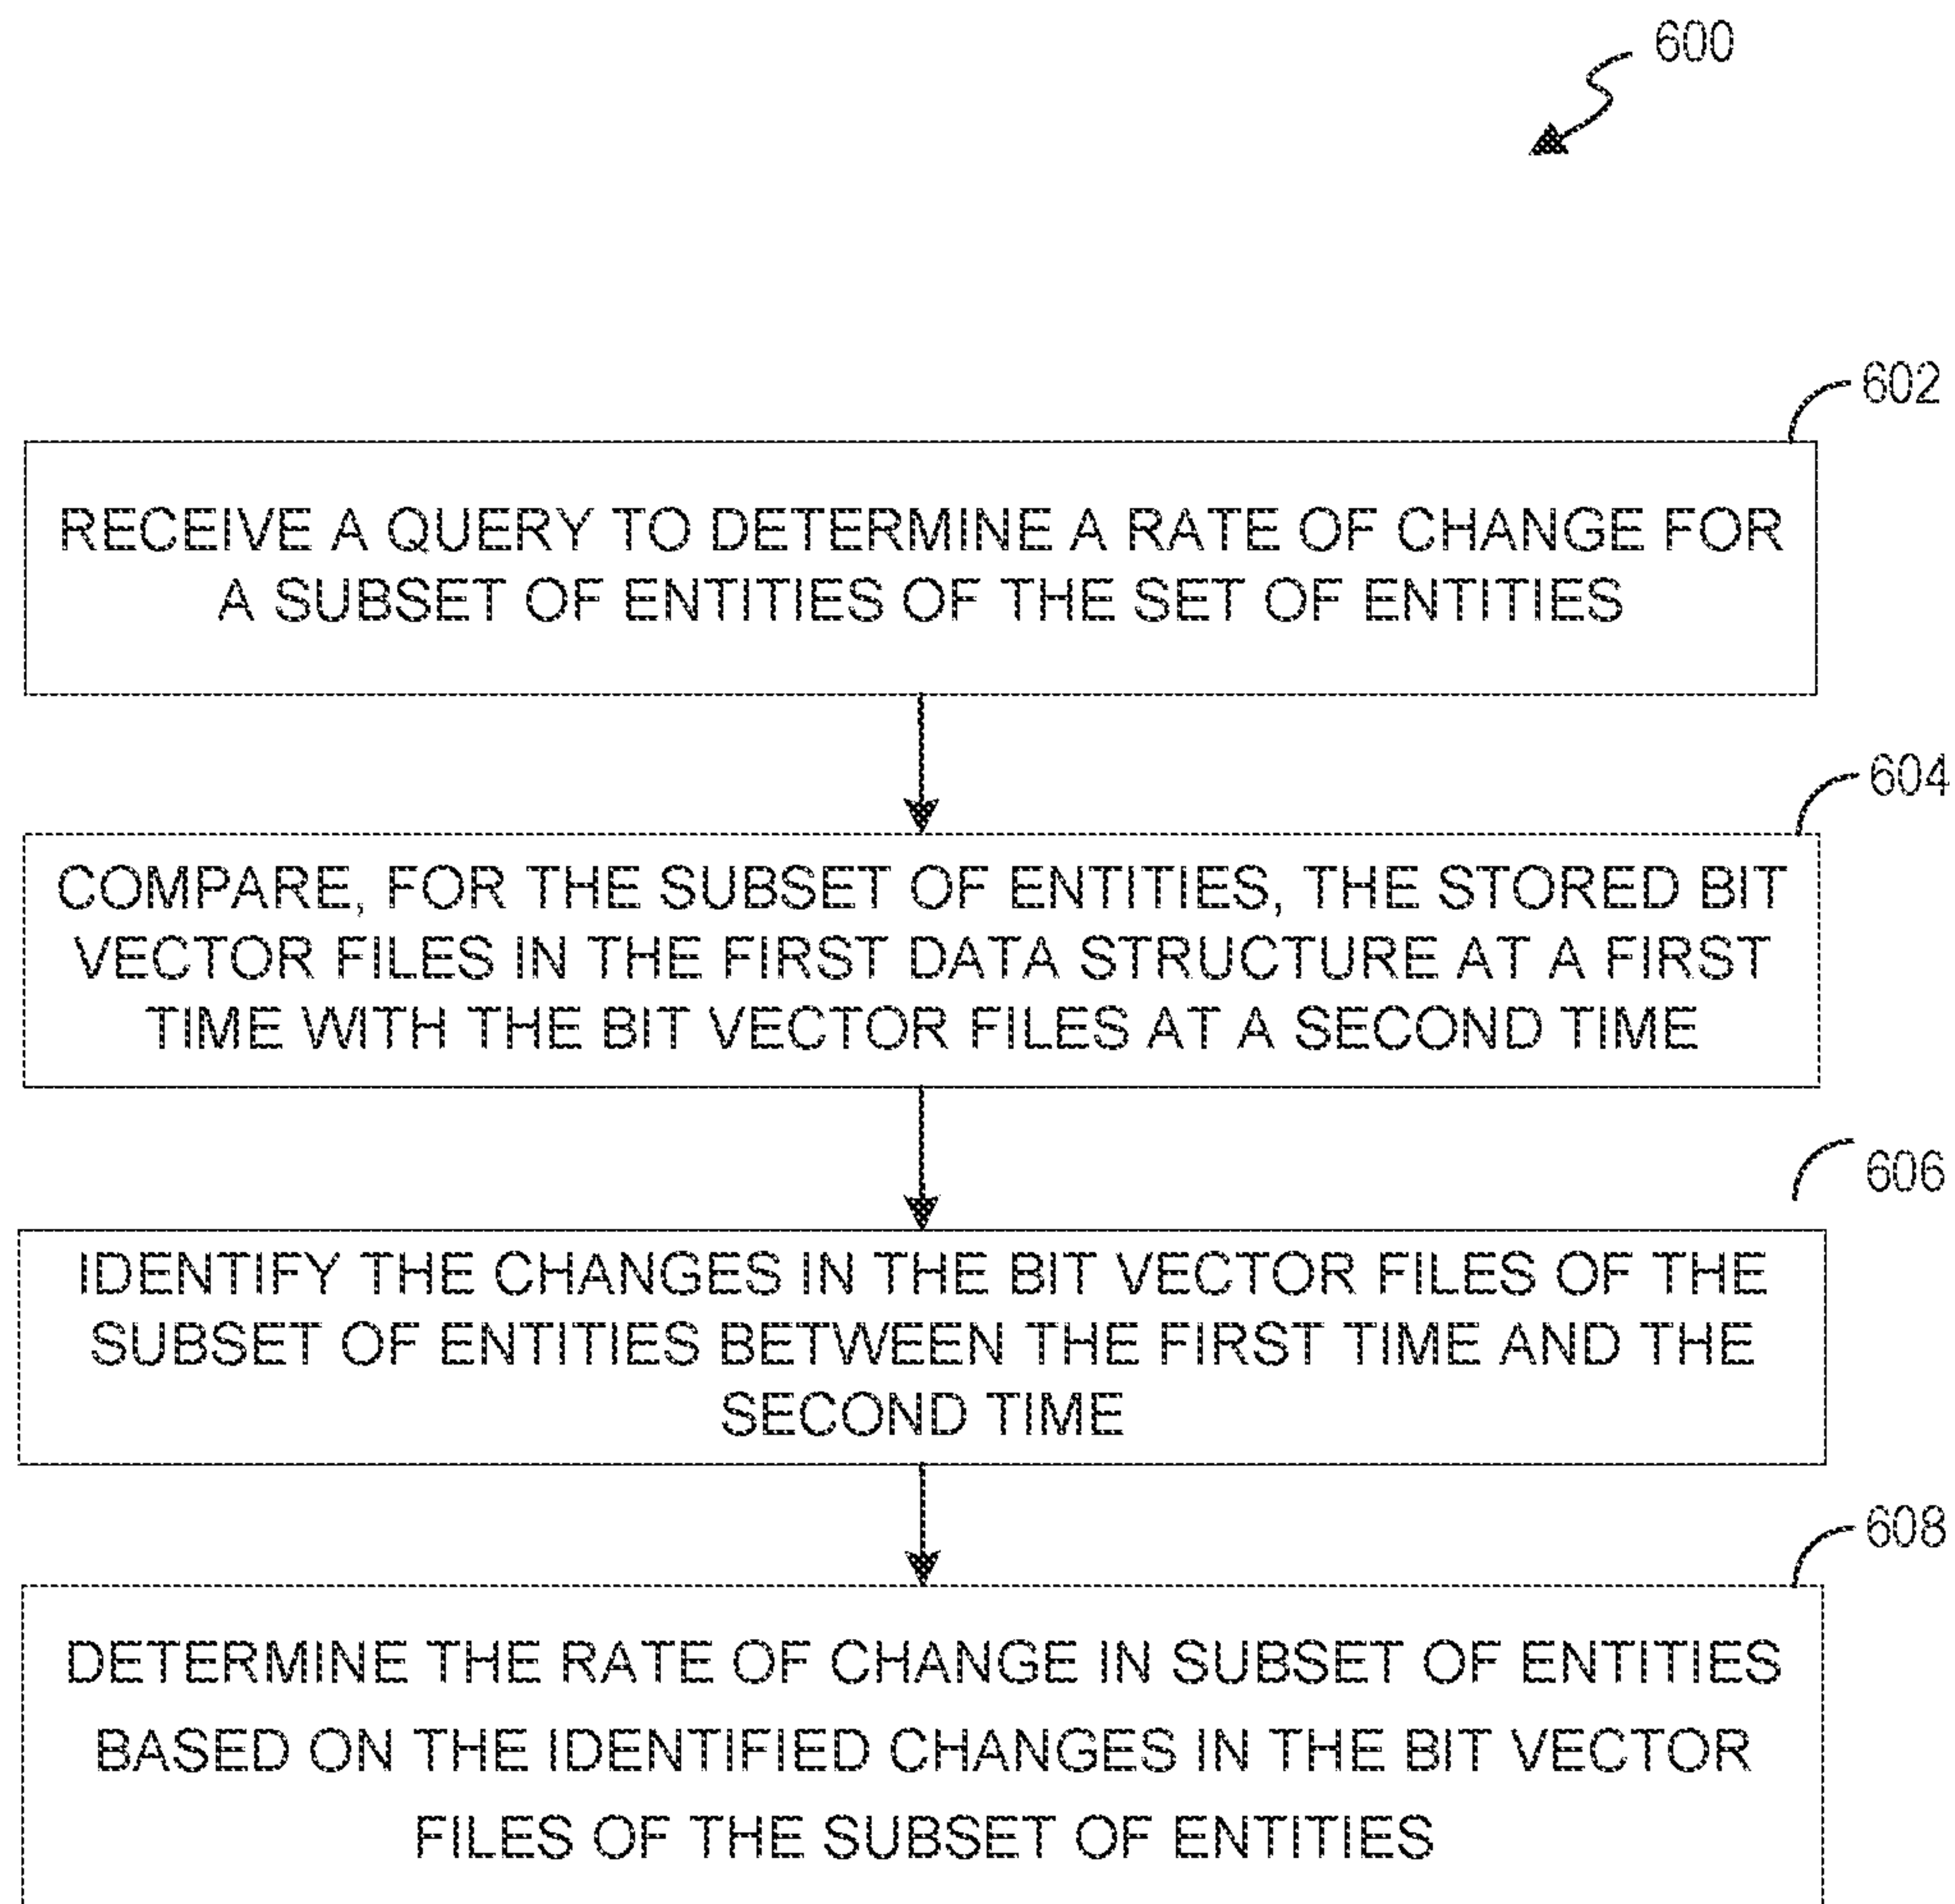 600
602
RECEIVE A QUERY TO DETERMINE A RATE OF CHANGE FOR
A SUBSET OF ENTITIES OF THE SET OF ENTITIES
604
COMPARE, FOR THE SUBSET OF ENTITIES, THE STORED BIT
VECTOR FILES IN THE FIRST DATA STRUCTURE AT A FIRST
TIME WITH THE BIT VECTOR FILES AT A SECOND TIME
606
IDENTIFY THE CHANGES IN THE BIT VECTOR FILES OF THE
SUBSET OF ENTITIES BETWEEN THE FIRST TIME AND THE
SECOND TIME
608
DETERMINE THE RATE OF CHANGE IN SUBSET OF ENTITIES
BASED ON THE IDENTIFIED CHANGES IN THE BIT VECTOR
FILES OF THE SUBSET OF ENTITIES